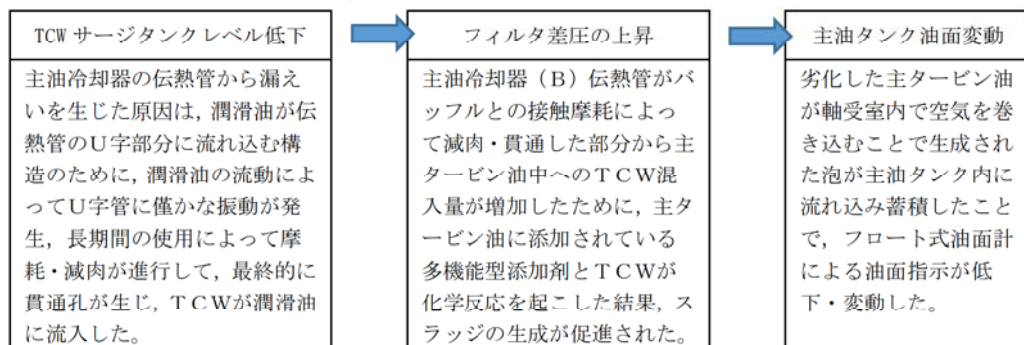 TCWサージタンクレベル低下
主油冷却器の伝熱管から漏え
いを生じた原因は，潤滑油が伝
熱管のU字部分に流れ込む構
造のために，潤滑油の流動によ
ってU字管に僅かな振動が発
生，長期間の使用によって摩
耗・減肉が進行して，最終的に
貫通孔が生じ，TCWが潤滑油
に流入した。
フィルタ差圧の上昇
主油冷却器（B）伝熱管がバ
ッフルとの接触摩耗によっ
て減肉・貫通した部分から主
タービン油中へのTCW混
入量が増加したために，主タ
ービン油に添加されている
多機能型添加剤とTCWが
化学反応を起こした結果，ス
ラッジの生成が促進された。
主油タンク油面変動
劣化した主タービン油
が軸受室内で空気を巻
き込むことで生成され
た泡が主油タンク内に
流れ込み蓄積したこと
で，フロート式油面計
による油面指示が低
下・変動した。